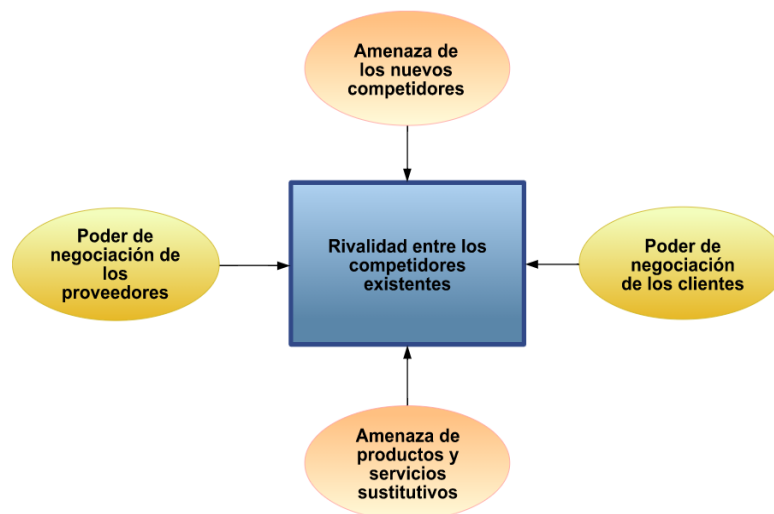 Amenaza de
los nuevos
competidores
Poder de
negociación de
los
proveedores
Rivalidad entre los
competidores
existentes
Poder de
negociación
de los clientes
Amenaza de
productos y
servicios
sustitutivos